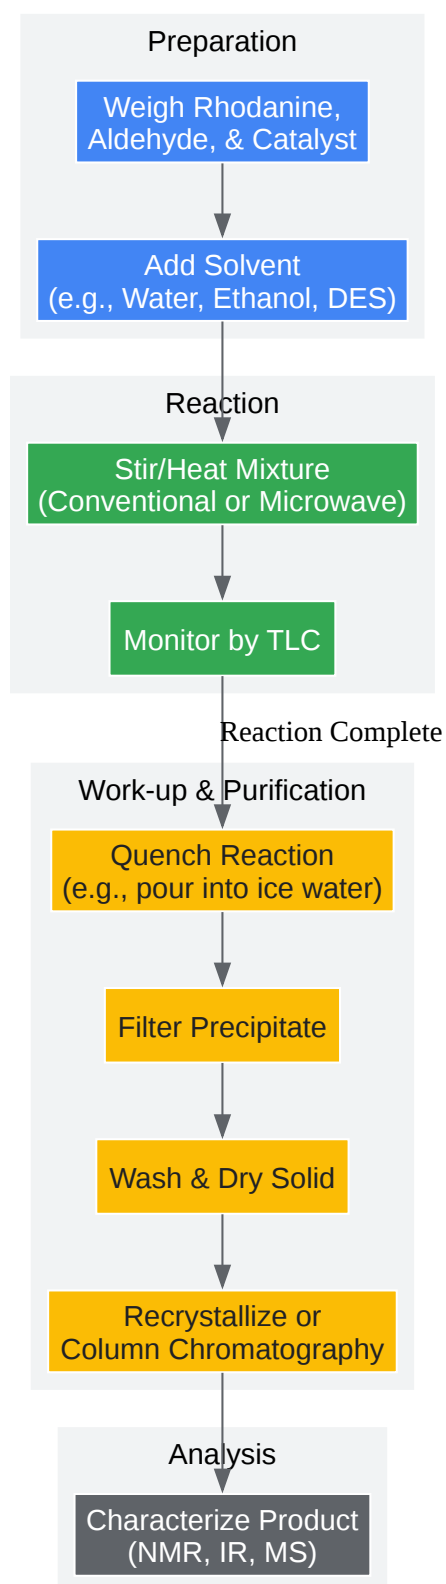 Preparation
Weigh Rhodanine,
Aldehyde, & Catalyst
Add Solvent
(e.g., Water, Ethanol, DES)
Reaction
Stir/Heat Mixture
(Conventional or Microwave)
Monitor by TLC
Reaction Complete
Work-up & Purification
Quench Reaction
(e.g., pour into ice water)
Filter Precipitate
Wash & Dry Solid
Recrystallize or
Column Chromatography
Analysis
Characterize Product
(NMR, IR, MS)